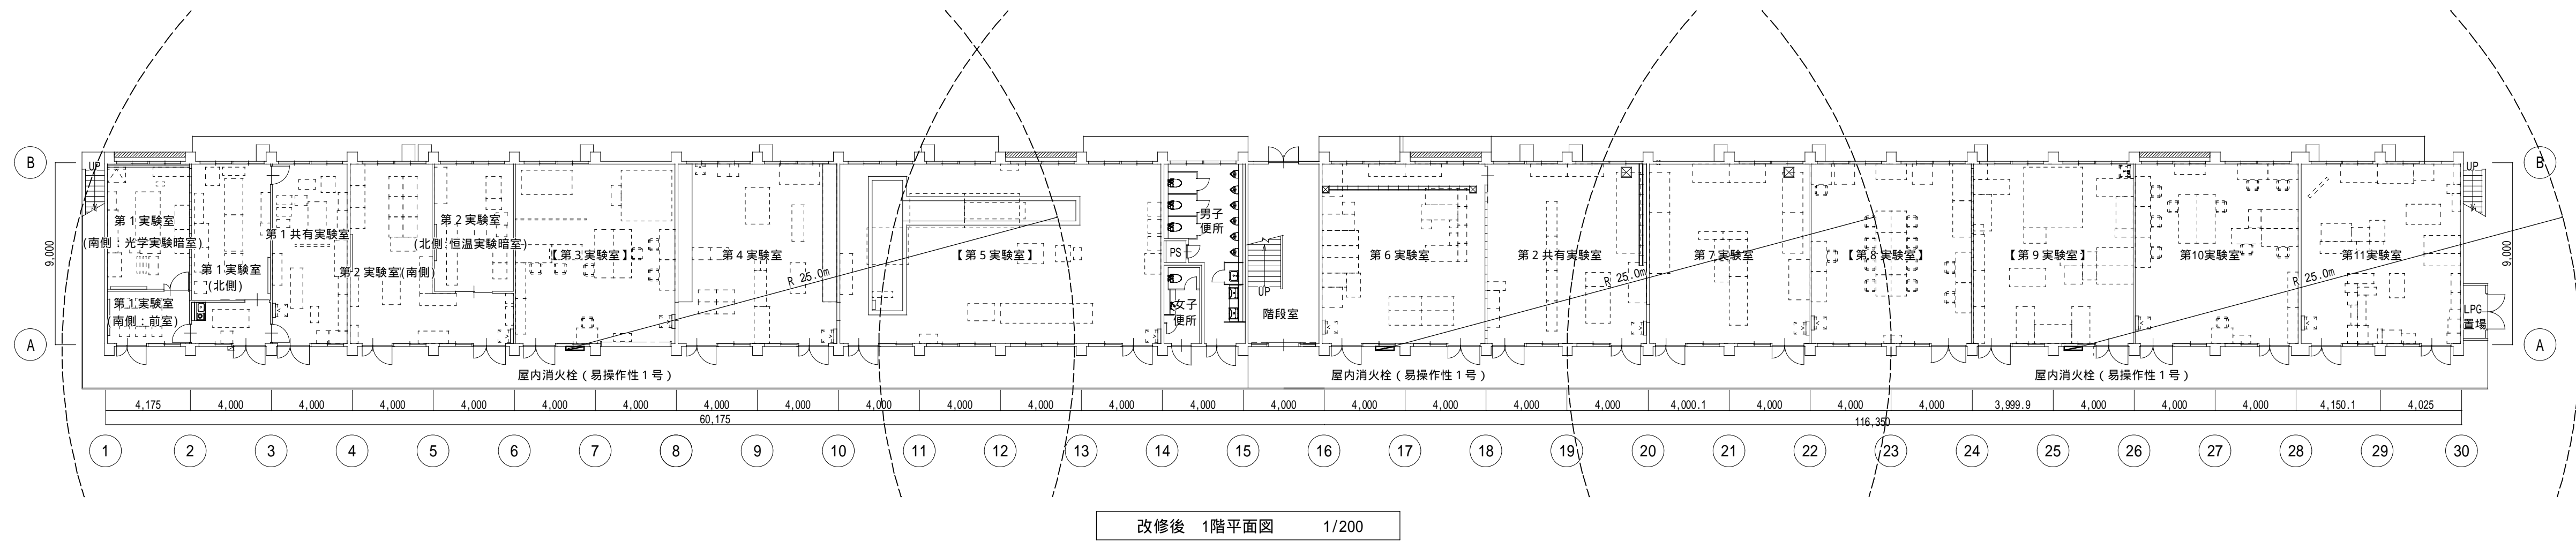 B
B
UP
UP
第１実験室
(南側：光学実験暗室)
第１共有実験室
第２実験室
(北側:恒温実験暗室)
男子
便所
9,000
第１実験室
(北側)
第２実験室(南側)
【第３実験室】
第４実験室
R 25.0m
【第５実験室】
PS
UP
第６実験室
第２共有実験室
R 25.0m
第７実験室
【第８実験室】
【第９実験室】
第10実験室
R 25.0m
第11実験室
9,000
第１実験室
(南側：前室)
女子
便所
階段室
LPG
置場
A
A
屋内消火栓（易操作性１号）
屋内消火栓（易操作性１号）
屋内消火栓（易操作性１号）
4,175 4,000 4,000 4,000 4,000 4,000 4,000 4,000 4,000 4,000 4,000 4,000 4,000 4,000 4,000 4,000 4,000 4,000 4,000 4,000.1 4,000 4,000 4,000 3,999.9 4,000 4,000 4,000 4,150.1 4,025
60,175 116,350
1 2 3 4 5 6 7 8 9 10 11 12 13 14 15 16 17 18 19 20 21 22 23 24 25 26 27 28 29 30
改修後　1階平面図　1/200